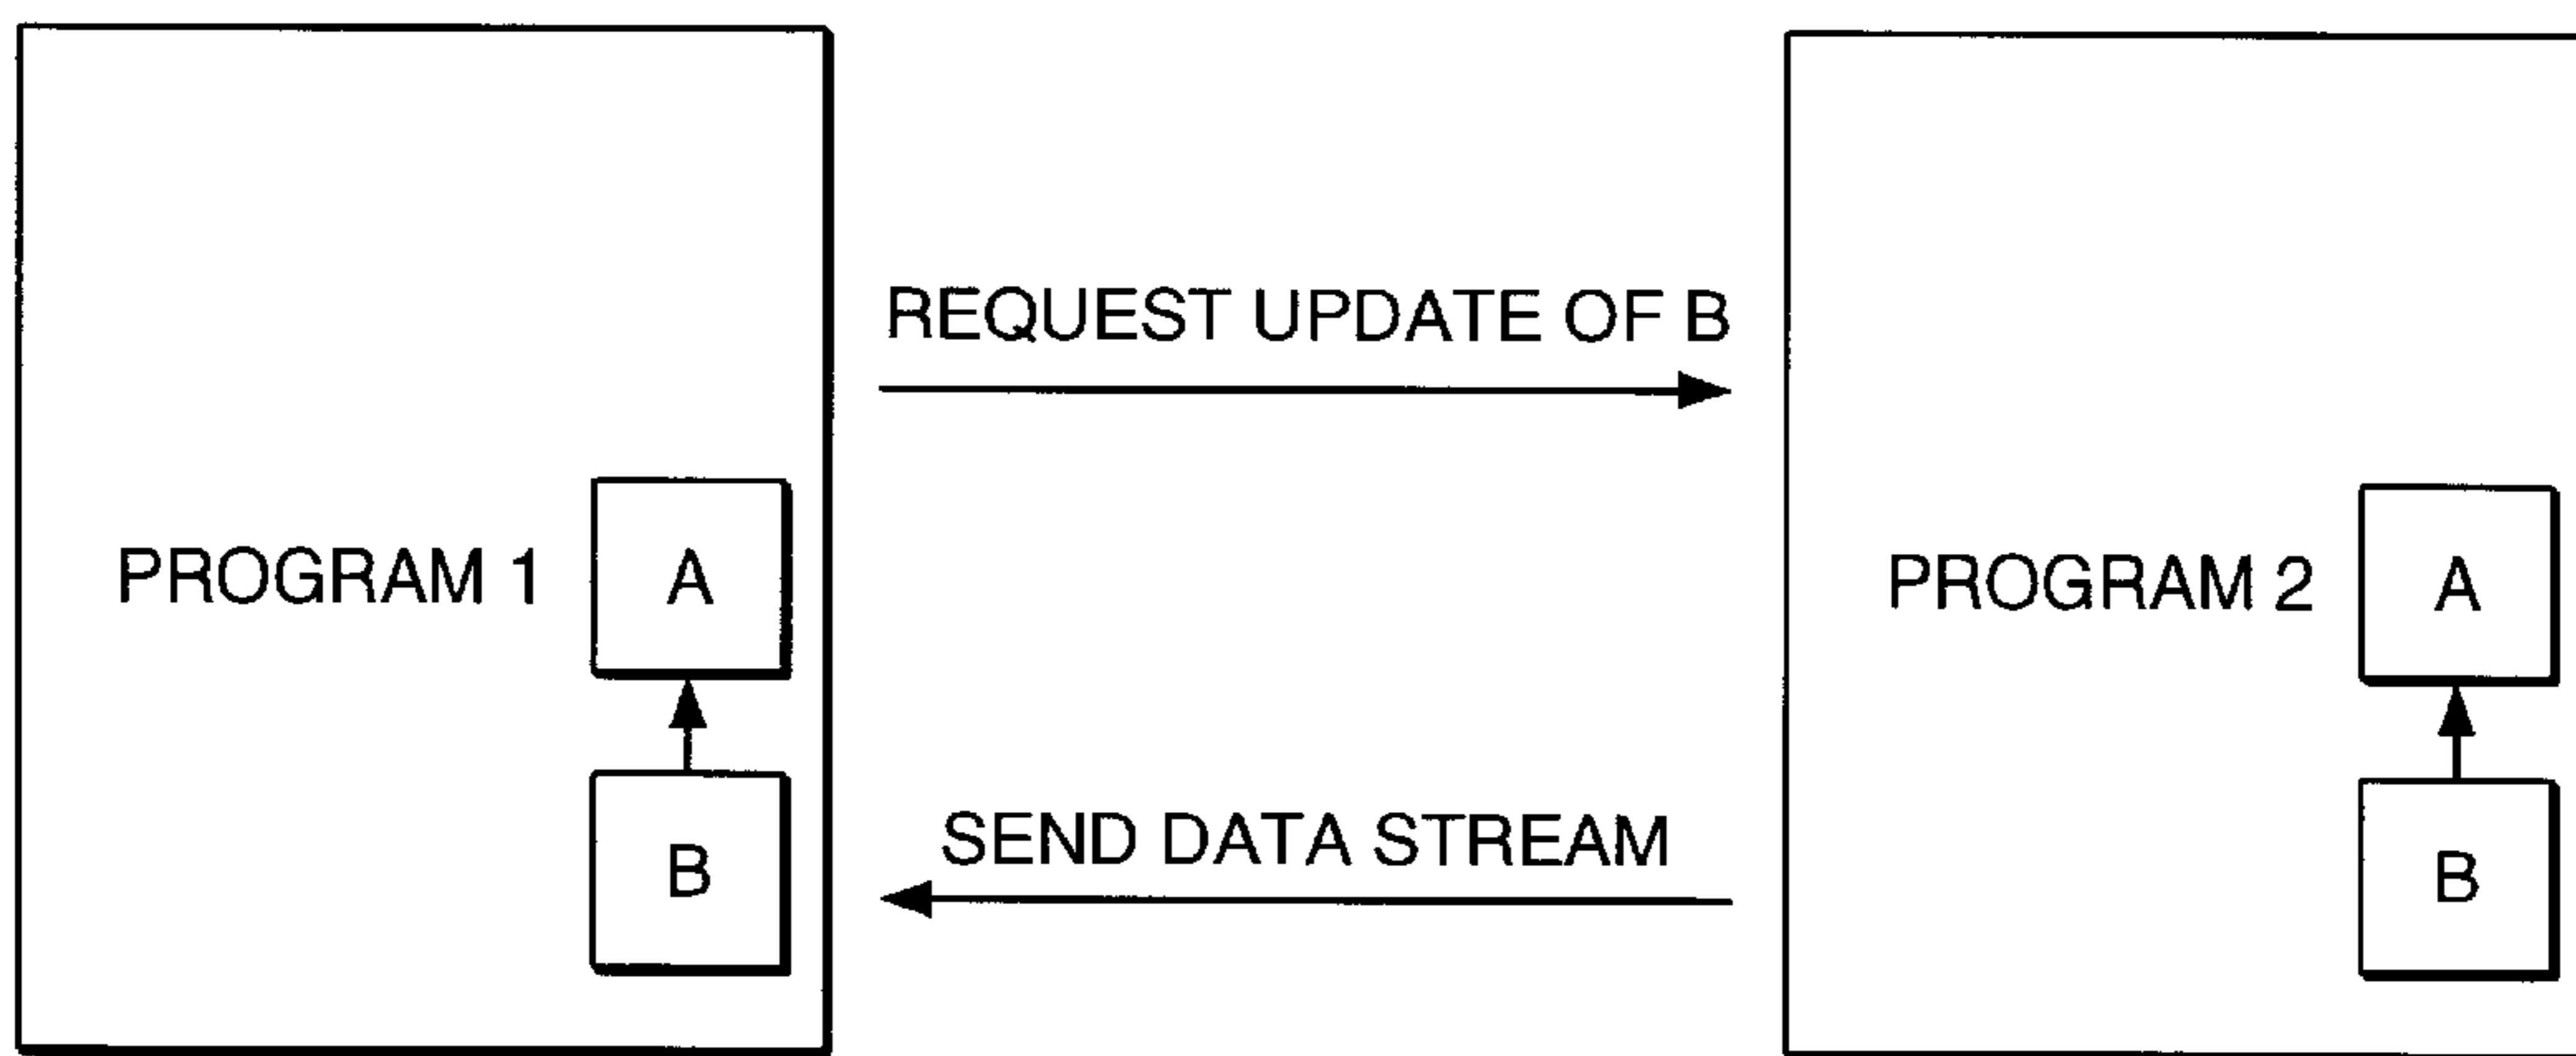 REQUEST UPDATE OF B
PROGRAM 1
A
PROGRAM 2
A
SEND DATA STREAM
B
B